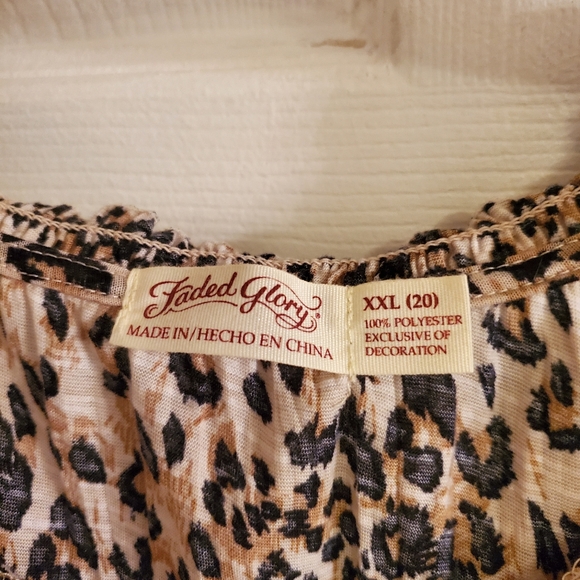 Faded Glory®
MADE IN/HECHO EN CHINA
XXL (20)
100% POLYESTER
EXCLUSIVE OF
DECORATION